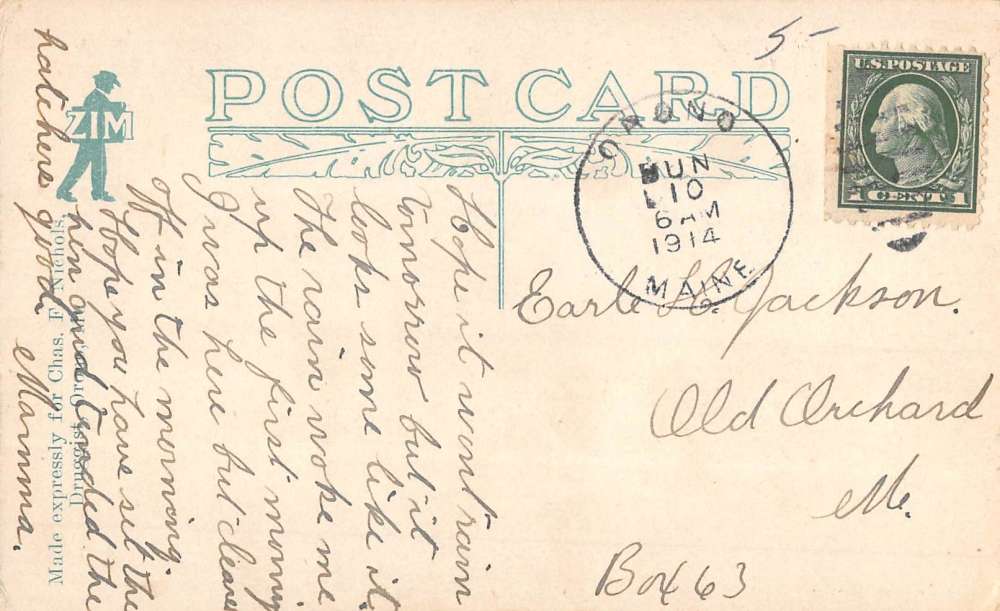 POST CARD
ZIM
5-
U.S. POSTAGE
1 CENT 1
ORONO
JUN
10
6 AM
1914
MAINE
Earle H. Jackson.
Old Orchard
Me.
Box 63
Hope it wont rain
tomorrow but it
looks some like it.
The rain woke me
up the first morning
I was here but cleared
off in the morning.
Hope you have set the
hen and tended the
good.
Mamma.
Made expressly for Chas. F. Nichols,
Druggist, Orono,